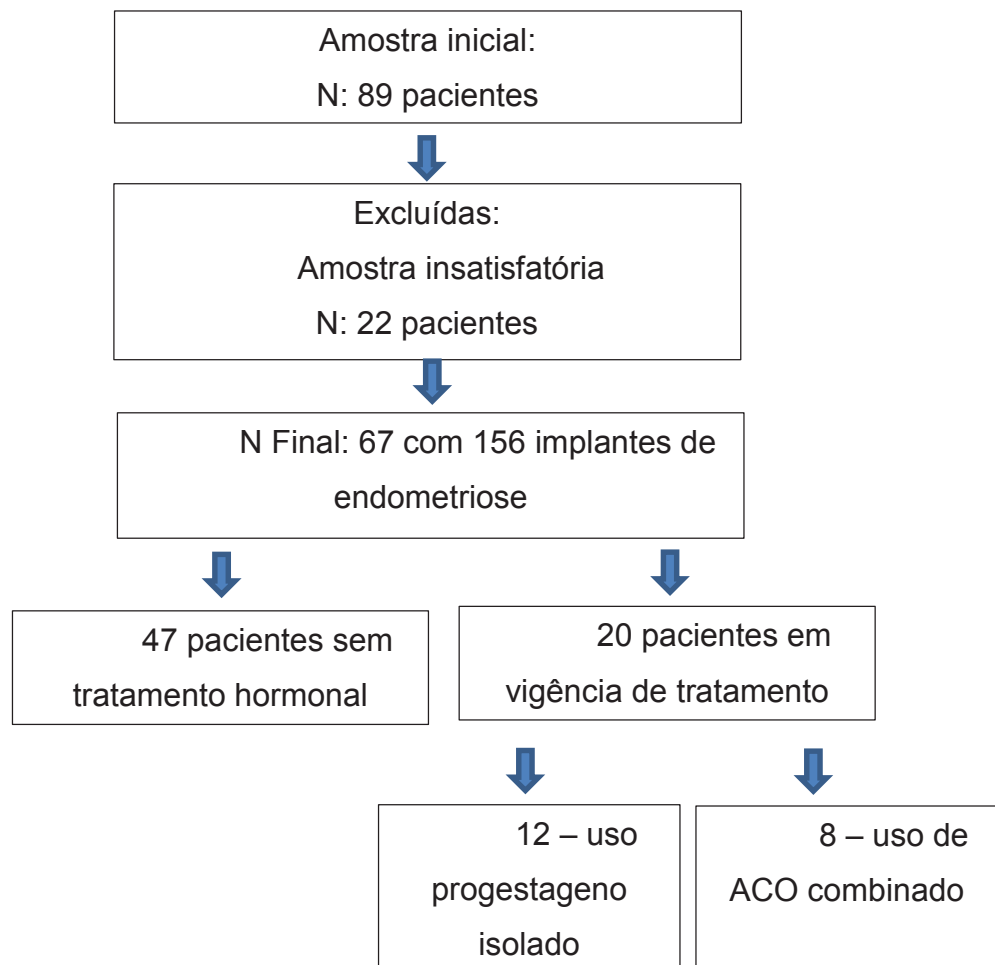 Amostra inicial:
N: 89 pacientes
Excluídas:
Amostra insatisfatória
N: 22 pacientes
N Final: 67 com 156 implantes de
endometriose
47 pacientes sem
tratamento hormonal
20 pacientes em
vigência de tratamento
12 – uso
progestageno
isolado
8 – uso de
ACO combinado